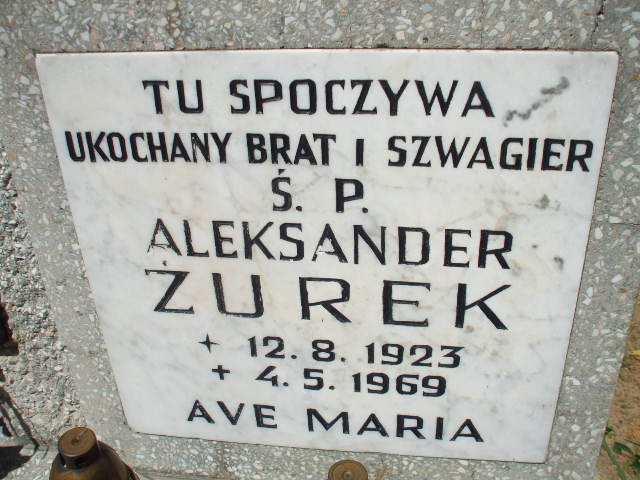 TU SPOCZYWA
UKOCHANY BRAT I SZWAGIER
Ś. P.
ALEKSANDER
ŻUREK
12. 8. 1923
+ 4. 5. 1969
AVE MARIA